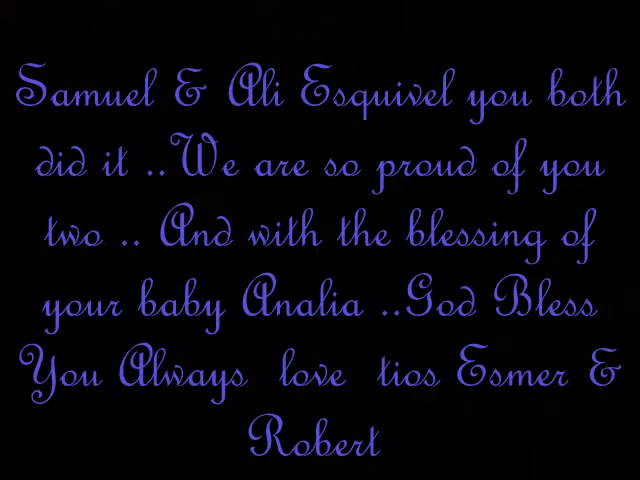 Samuel & Ali Esquivel you both
did it ..We are so proud of you
two .. And with the blessing of
your baby Analia ..God Bless
You Always love tios Esmer &
Robert